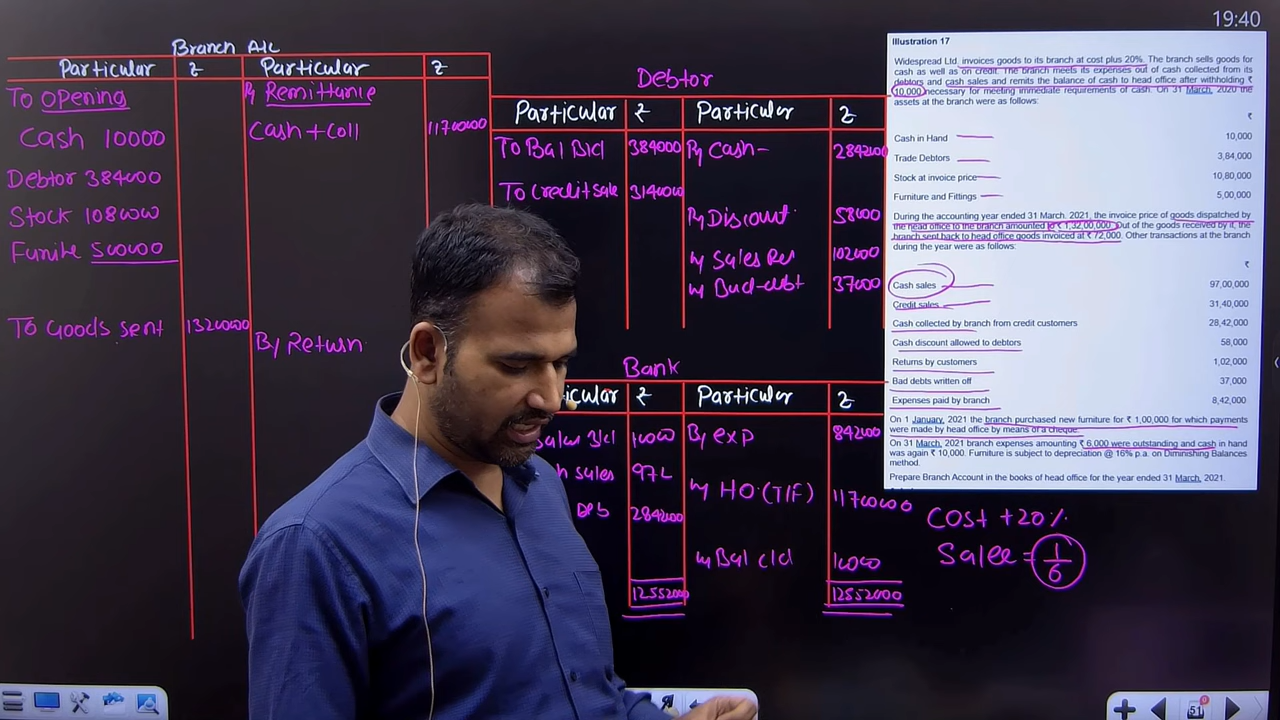 19:40
Branch A/c
Particular ₹ Particular ₹
To opening By Remittance
Cash 10000 Cash + Coll 11700000
Debtor 384000
Stock 1080000
500000
To Goods Sent 13200000 By Return
Debtor
Particular ₹ Particular ₹
To Bal B/d 384000 By Cash - 2842000
To Credit Sale 3140000
By Discount 58000
by Sales Ret 102000
by Bad-debt 37000
Bank
ticular ₹ Particular ₹
B/d 10000 By exp 842000
sales 97L by HO (T/F) 11700000
2842000
by Bal c/d 10000
12552000 12552000
Illustration 17
Widespread Ltd. invoices goods to its branch at cost plus 20%. The branch sells goods for
cash as well as on credit. The branch meets its expenses out of cash collected from its
debtors and cash sales and remits the balance of cash to head office after withholding ₹
10,000 necessary for meeting immediate requirements of cash. On 31 March, 2020 the
assets at the branch were as follows:
₹
Cash in Hand 10,000
Trade Debtors 3,84,000
Stock at invoice price 10,80,000
Furniture and Fittings 5,00,000
During the accounting year ended 31 March, 2021, the invoice price of goods dispatched by
the head office to the branch amounted to ₹ 1,32,00,000. Out of the goods received by it, the
branch sent back to head office goods invoiced at ₹ 72,000. Other transactions at the branch
during the year were as follows:
₹
Cash sales 97,00,000
Credit sales 31,40,000
Cash collected by branch from credit customers 28,42,000
Cash discount allowed to debtors 58,000
Returns by customers 1,02,000
Bad debts written off 37,000
Expenses paid by branch 8,42,000
On 1 January, 2021 the branch purchased new furniture for ₹ 1,00,000 for which payments
were made by head office by means of a cheque.
On 31 March, 2021 branch expenses amounting ₹ 6,000 were outstanding and cash in hand
was again ₹ 10,000. Furniture is subject to depreciation @ 16% p.a. on Diminishing Balances
method.
Prepare Branch Account in the books of head office for the year ended 31 March, 2021.
Cost + 20%
Sale = 1/6
51